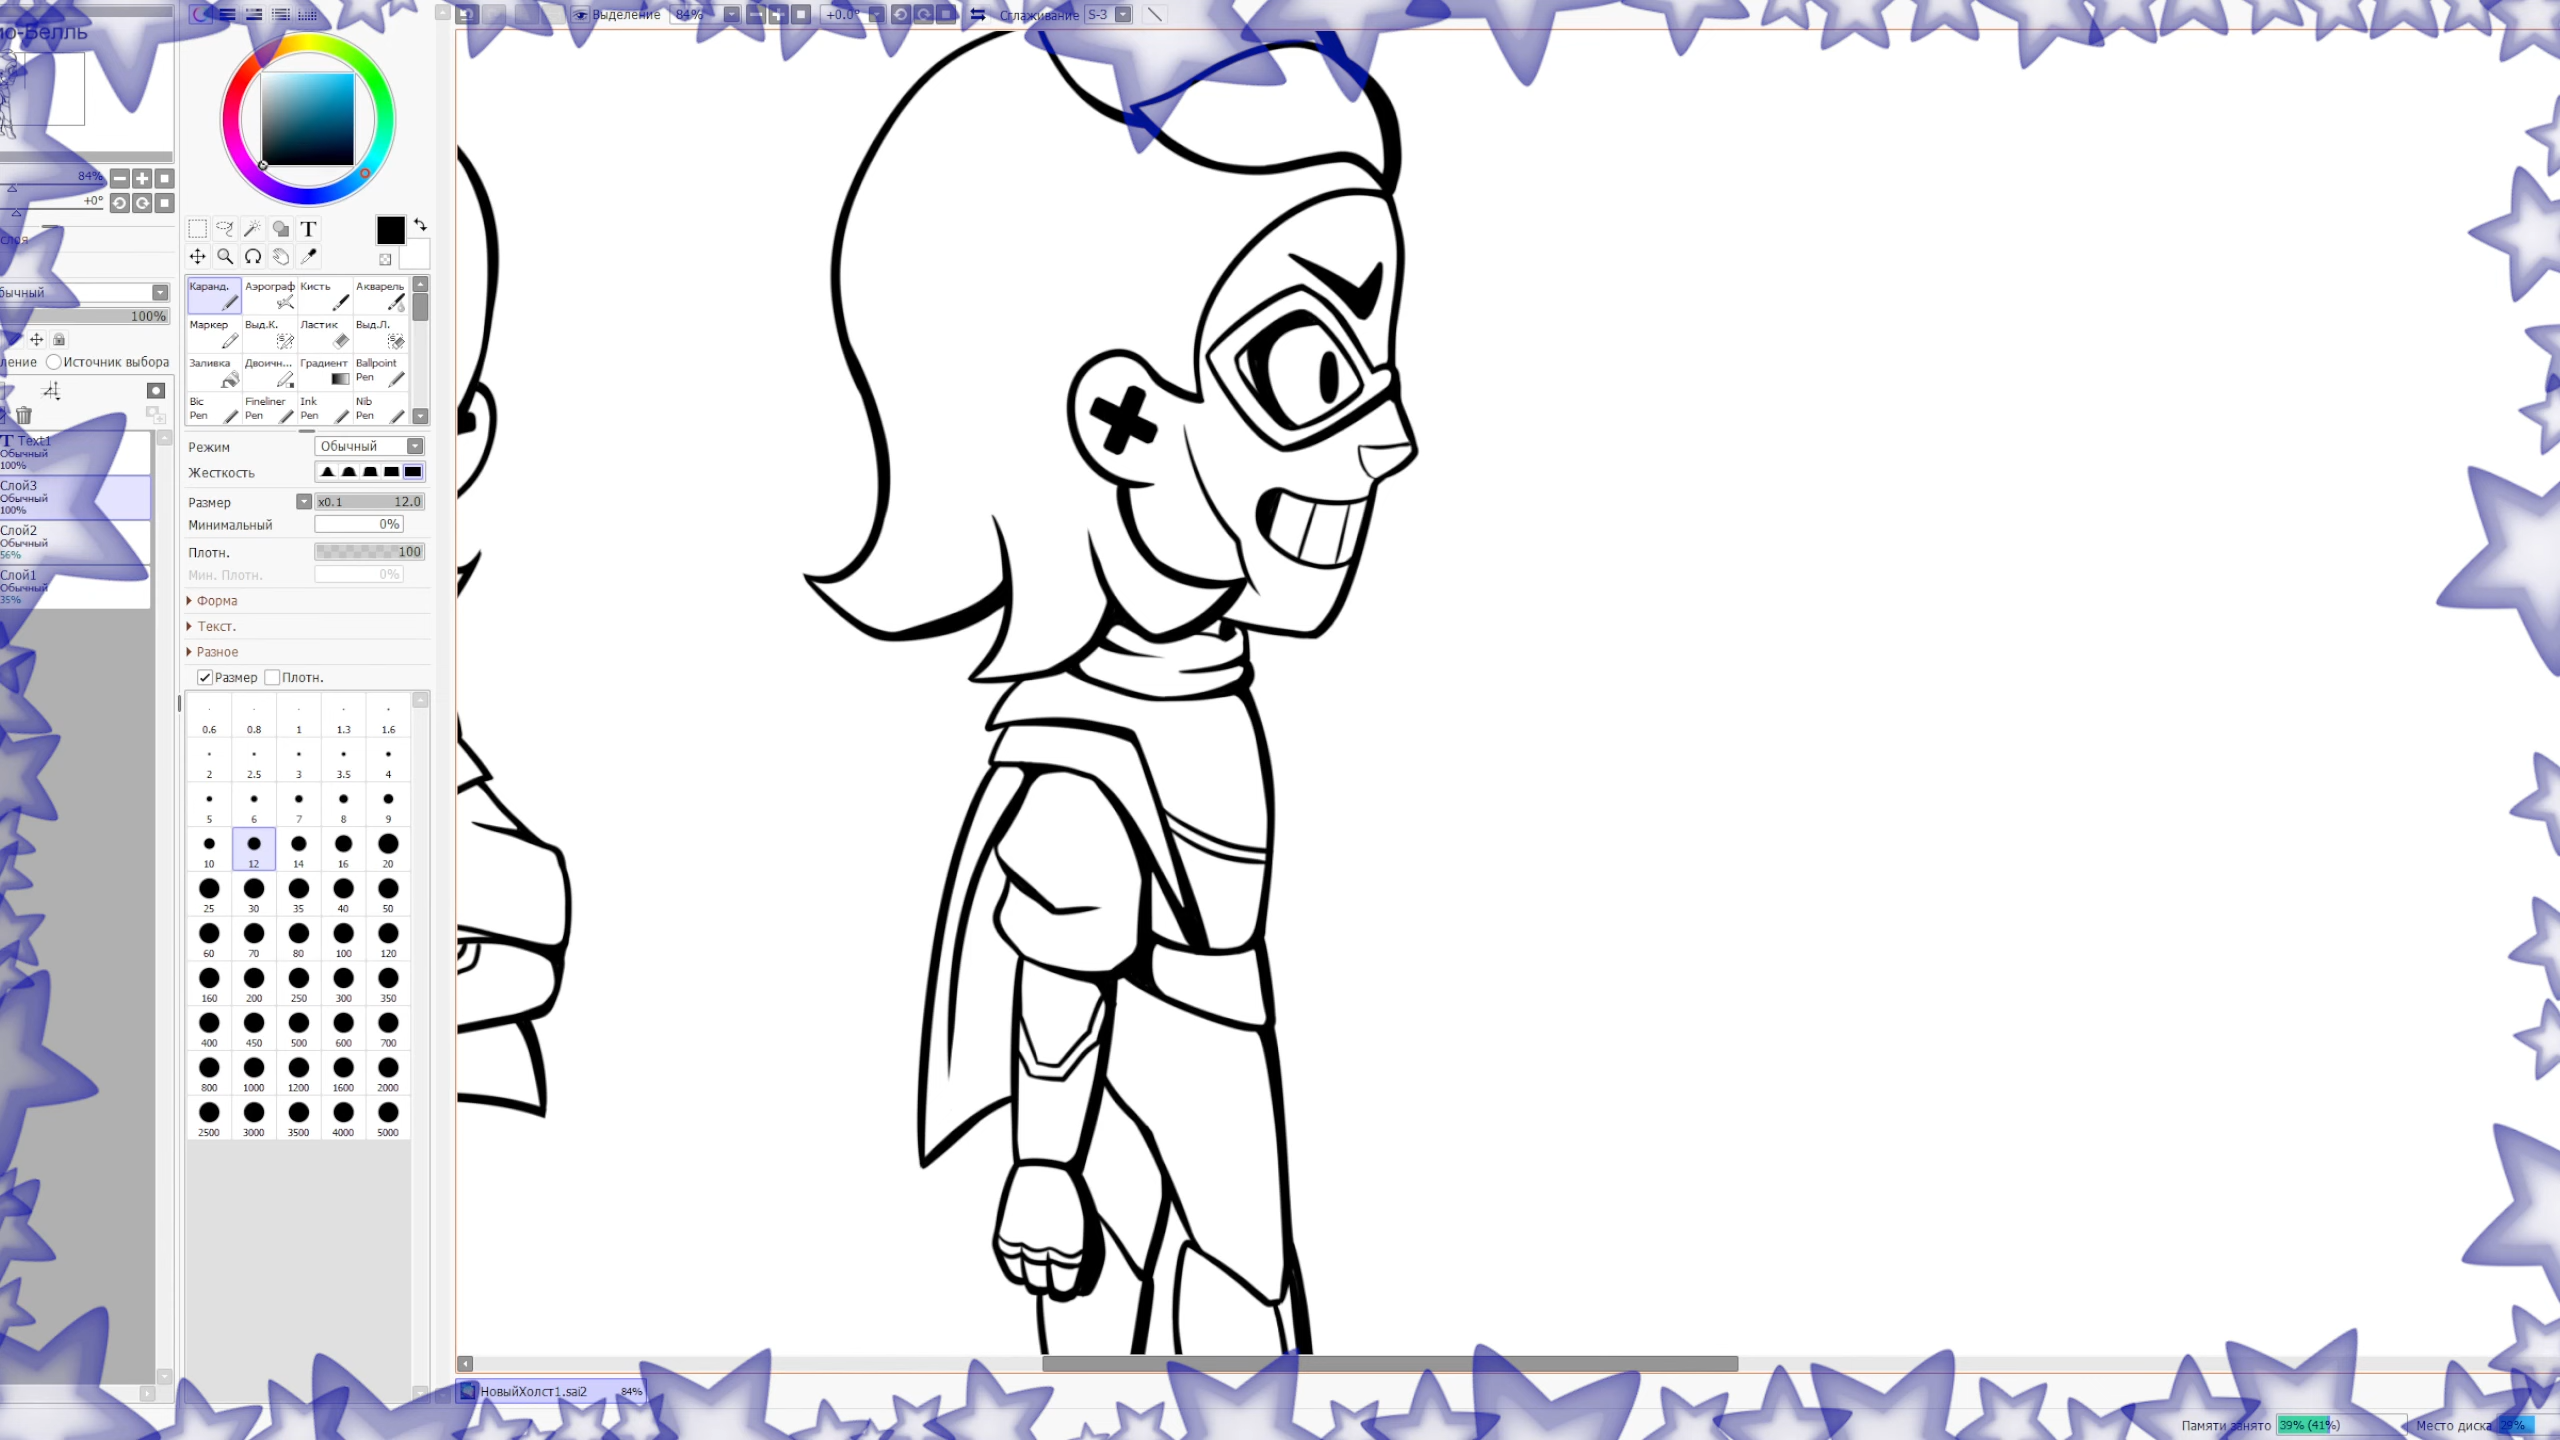 Выделение 84% +0.0° Сглаживание S-3
84%
+0°
100%
Источник выбора
Text1
Обычный
100%
Слой3
Обычный
100%
Слой2
Обычный
56%
Слой1
Обычный
35%
T
Каранд. Аэрограф Кисть Акварель
Маркер Выд.К. Ластик Выд.Л.
Заливка Двоичн... Градиент Ballpoint Pen
Bic Pen Fineliner Pen Ink Pen Nib Pen
Режим Обычный
Жесткость
Размер x0.1 12.0
Минимальный 0%
Плотн. 100
Мин. Плотн. 0%
Форма
Текст.
Разное
Размер Плотн.
0.6 0.8 1 1.3 1.6
2 2.5 3 3.5 4
5 6 7 8 9
10 12 14 16 20
25 30 35 40 50
60 70 80 100 120
160 200 250 300 350
400 450 500 600 700
800 1000 1200 1600 2000
2500 3000 3500 4000 5000
НовыйХолст1.sai2 84%
Памяти занято 39% (41%) Место диска 29%